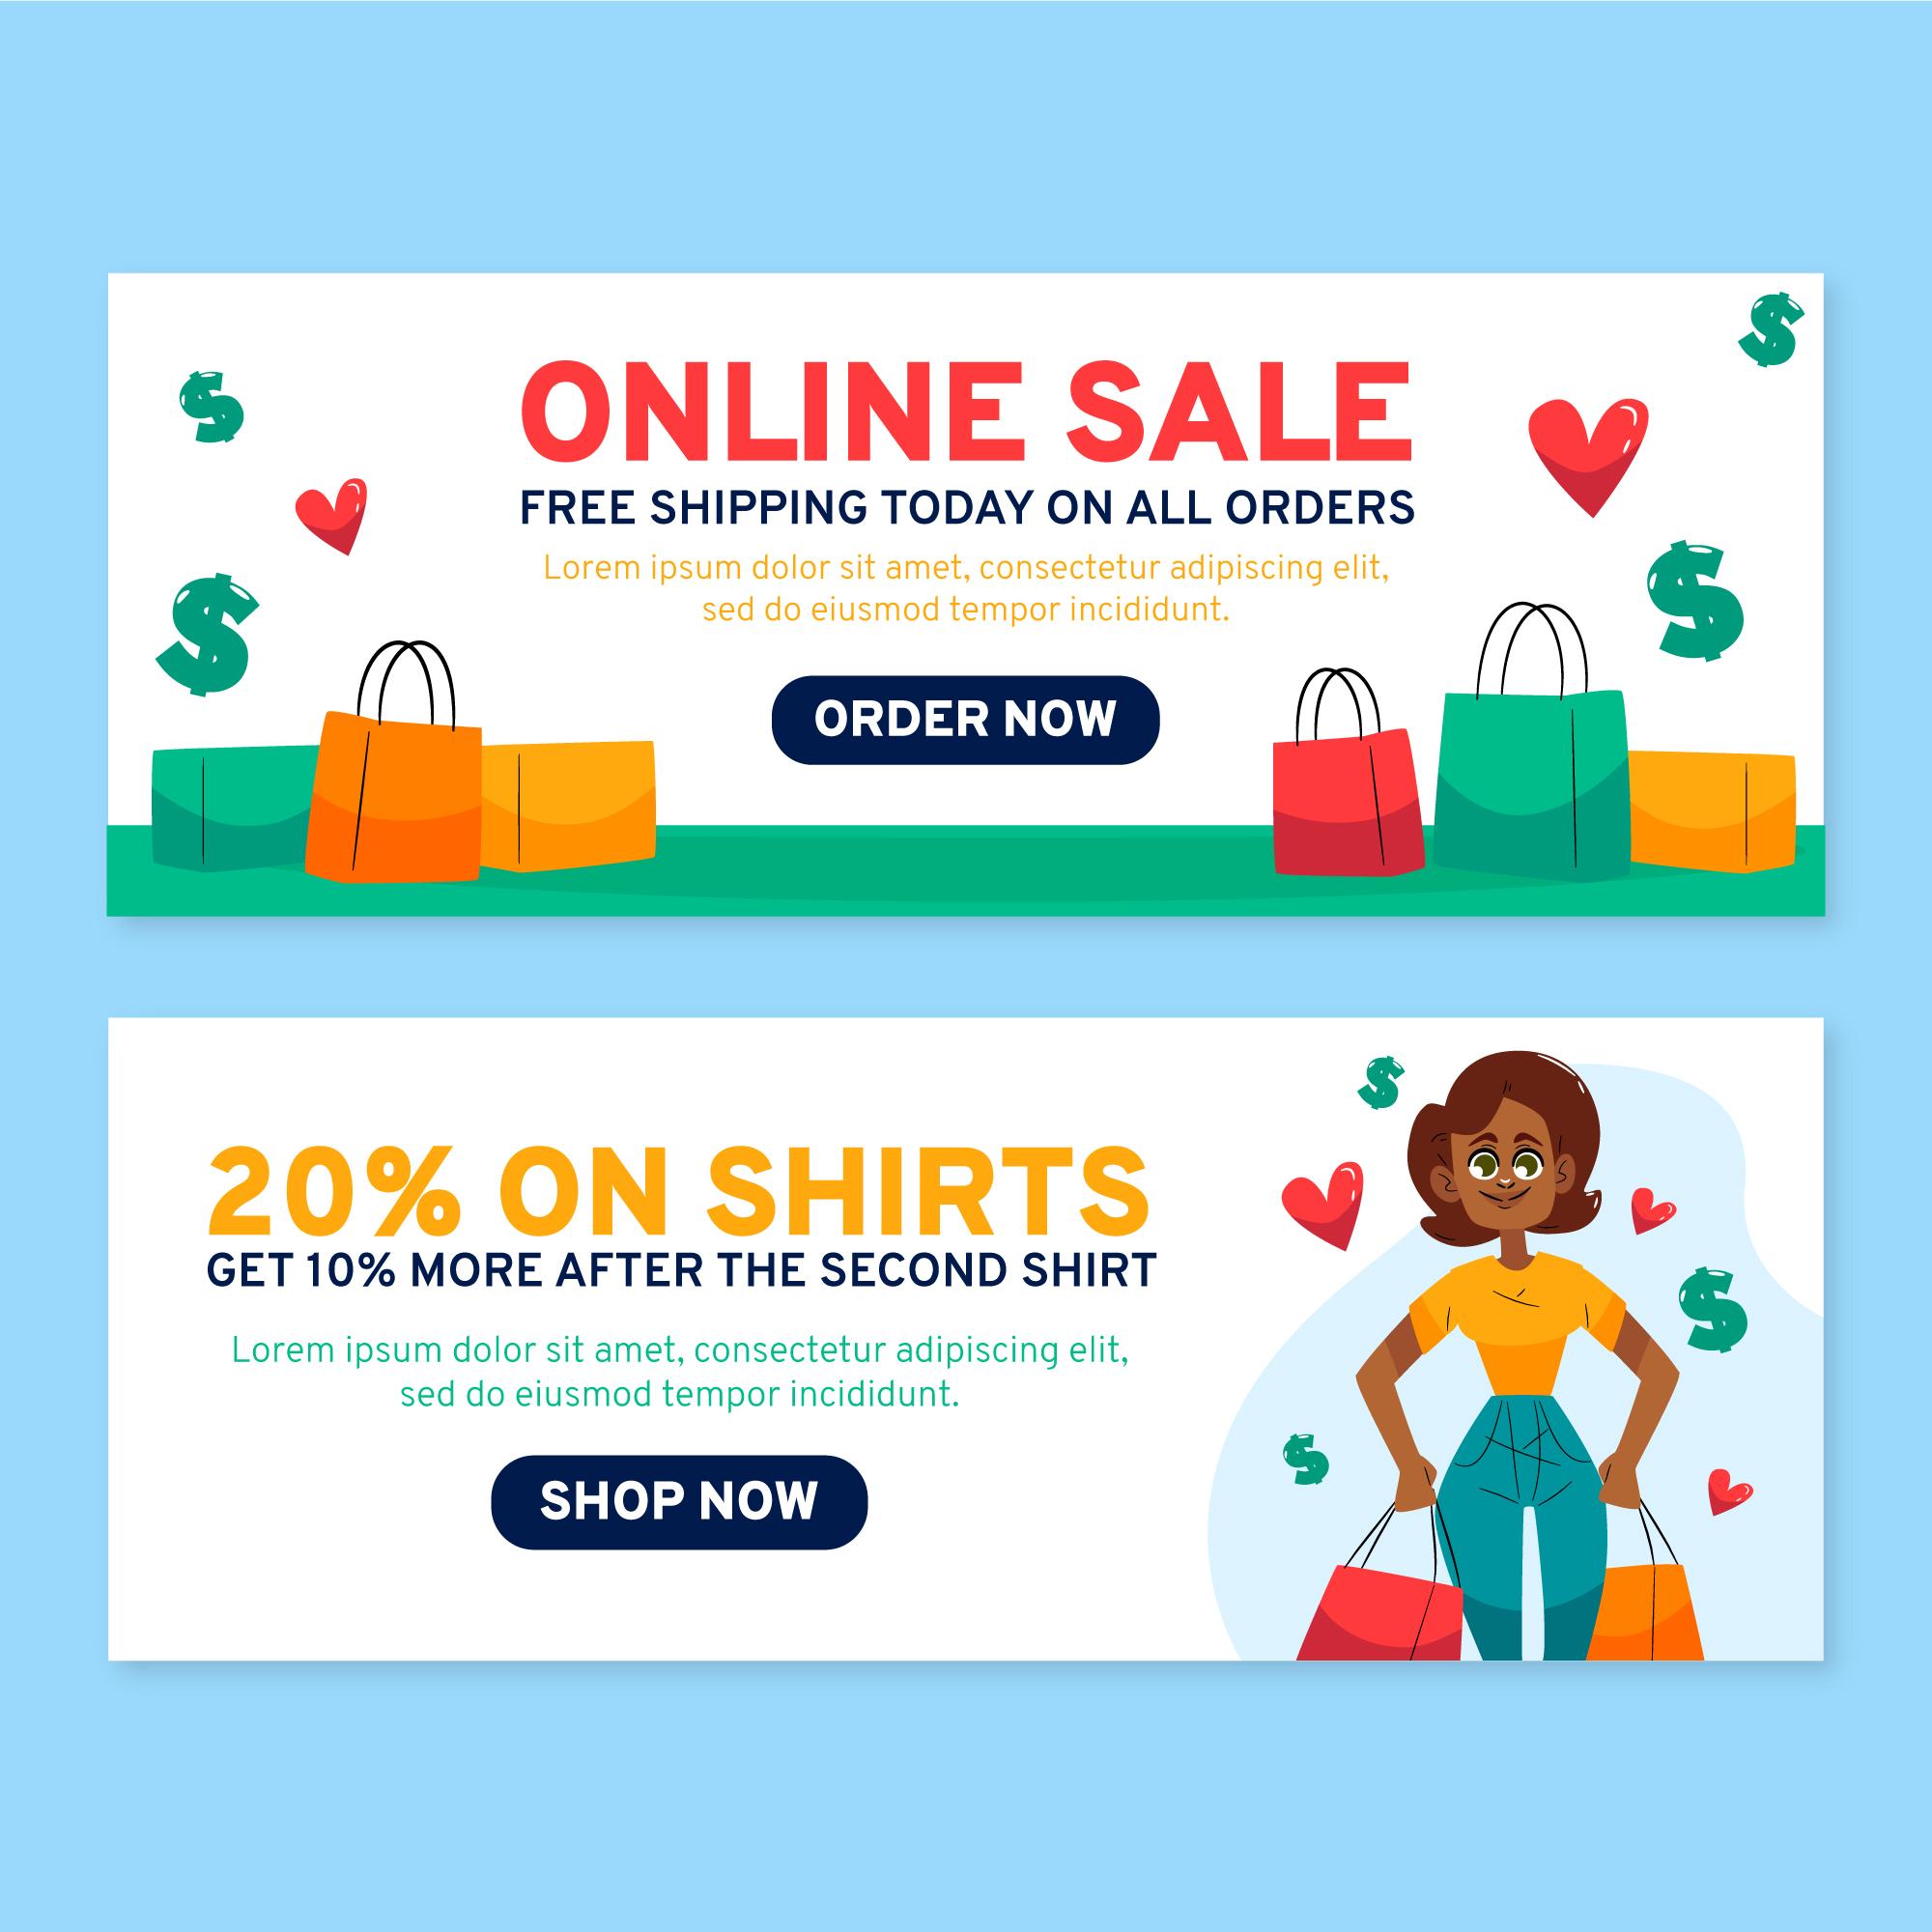 ONLINE SALE
FREE SHIPPING TODAY ON ALL ORDERS
Lorem ipsum dolor sit amet, consectetur adipiscing elit,
sed do eiusmod tempor incididunt.
ORDER NOW
20% ON SHIRTS
GET 10% MORE AFTER THE SECOND SHIRT
Lorem ipsum dolor sit amet, consectetur adipiscing elit,
sed do eiusmod tempor incididunt.
SHOP NOW